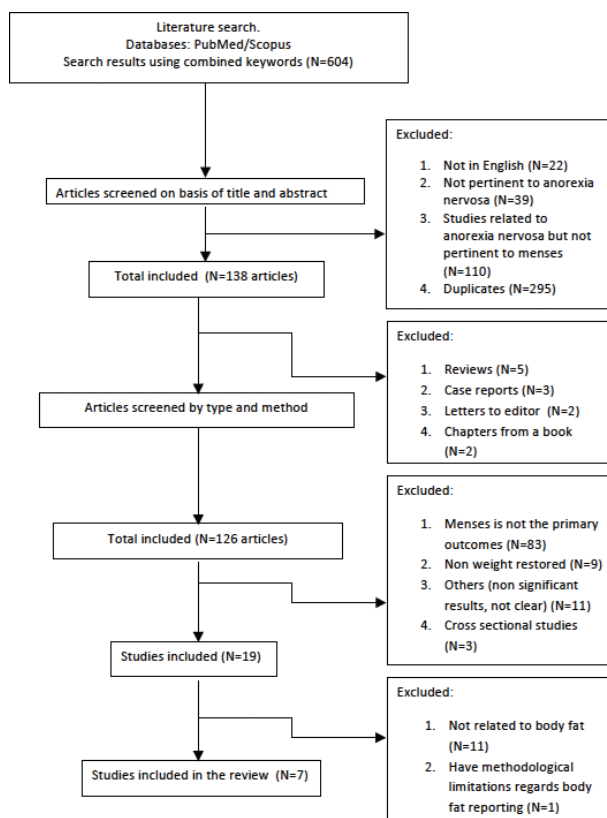 Literature search.
Databases: PubMed/Scopus
Search results using combined keywords (N=604)
Excluded:
1. Not in English (N=22)
2. Not pertinent to anorexia
nervosa (N=39)
3. Studies related to
anorexia nervosa but not
pertinent to menses
(N=110)
4. Duplicates (N=295)
Articles screened on basis of title and abstract
Total included (N=138 articles)
Excluded:
1. Reviews (N=5)
2. Case reports (N=3)
3. Letters to editor (N=2)
4. Chapters from a book
(N=2)
Articles screened by type and method
Total included (N=126 articles)
Excluded:
1. Menses is not the primary
outcomes (N=83)
2. Non weight restored (N=9)
3. Others (non significant
results, not clear) (N=11)
4. Cross sectional studies
(N=3)
Studies included (N=19)
Excluded:
1. Not related to body fat
(N=11)
2. Have methodological
limitations regards body
fat reporting (N=1)
Studies included in the review (N=7)